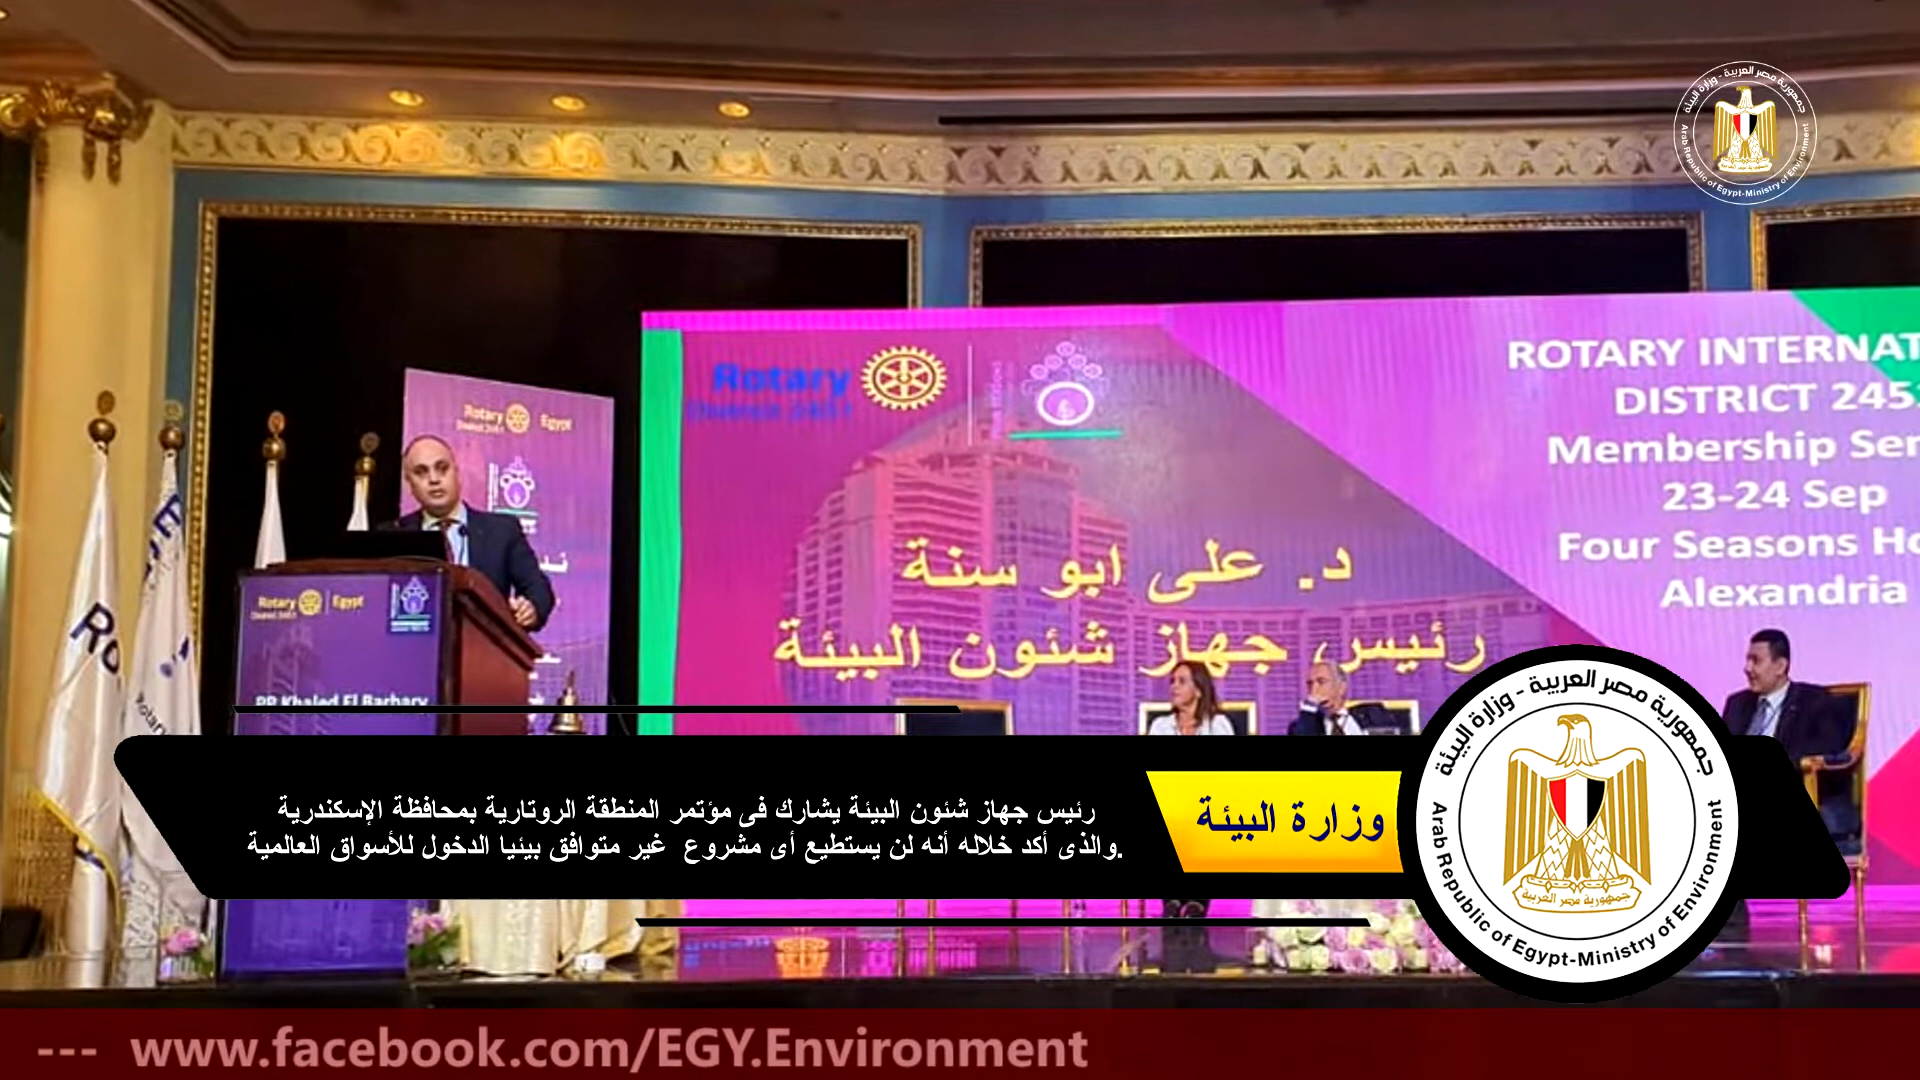 جمهورية مصر العربية - وزارة البيئة
Arab Republic of Egypt-Ministry of Environment
ROTARY INTERNAT
DISTRICT 245
Membership Ser
23-24 Sep
Four Seasons Ho
Alexandria
Rotary
د. على ابو سنة
رئيس جهاز شئون البيئة
Rotary
Egypt
Rotary
Egypt
PP Khaled El Barbary
Ro
Rotar
رئيس جهاز شئون البيئة يشارك فى مؤتمر المنطقة الروتارية بمحافظة الإسكندرية
والذى أكد خلاله أنه لن يستطيع أى مشروع غير متوافق بيئيا الدخول للأسواق العالمية.
وزارة البيئة
جمهورية مصر العربية - وزارة البيئة
جمهورية مصر العربية
Arab Republic of Egypt-Ministry of Environment
--- www.facebook.com/EGY.Environment